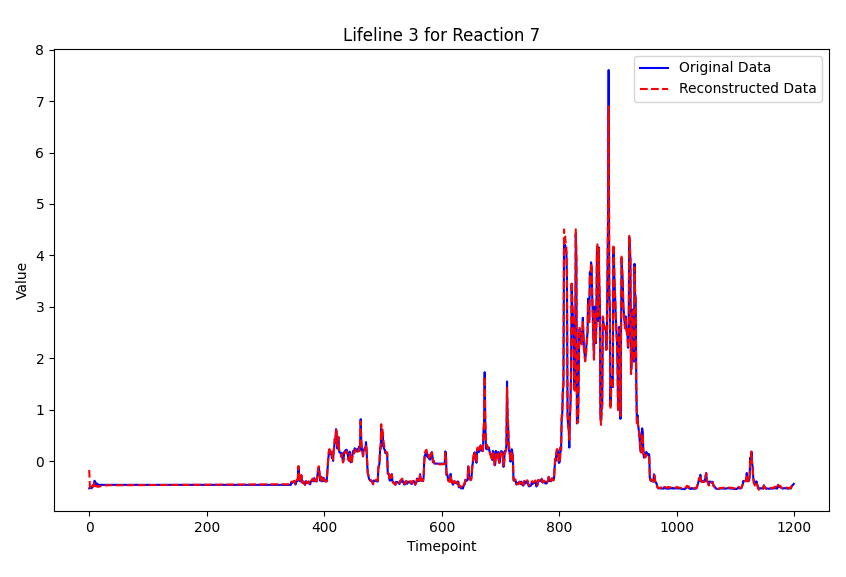 Lifeline 3 for Reaction 7
Original Data
Reconstructed Data
Value
8
7
6
5
4
3
2
1
0
0 200 400 600 800 1000 1200
Timepoint